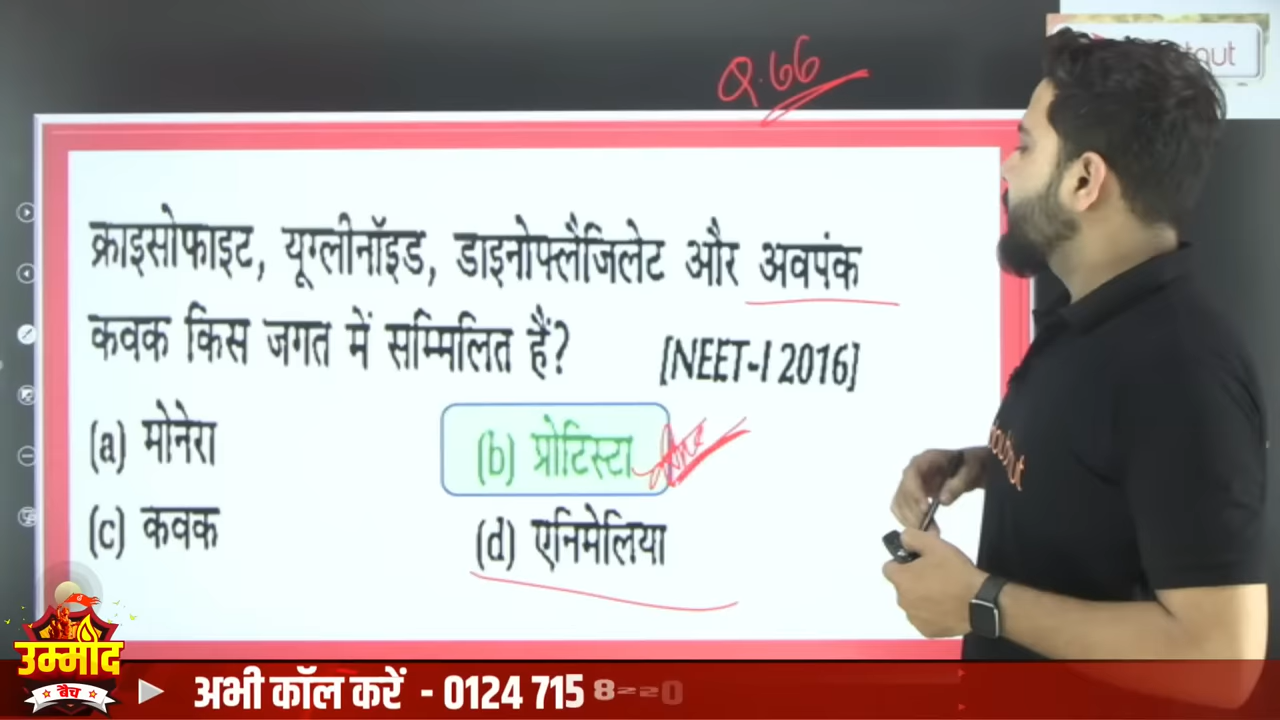 Q.66
क्राइसोफाइट, यूग्लीनॉइड, डाइनोफ्लैजिलेट और अवपंक
कवक किस जगत में सम्मिलित हैं?
[NEET-I 2016]
(a) मोनेरा
(b) प्रोटिस्टा
(c) कवक
(d) एनिमेलिया
उम्मीद
बैच
अभी कॉल करें - 0124 715